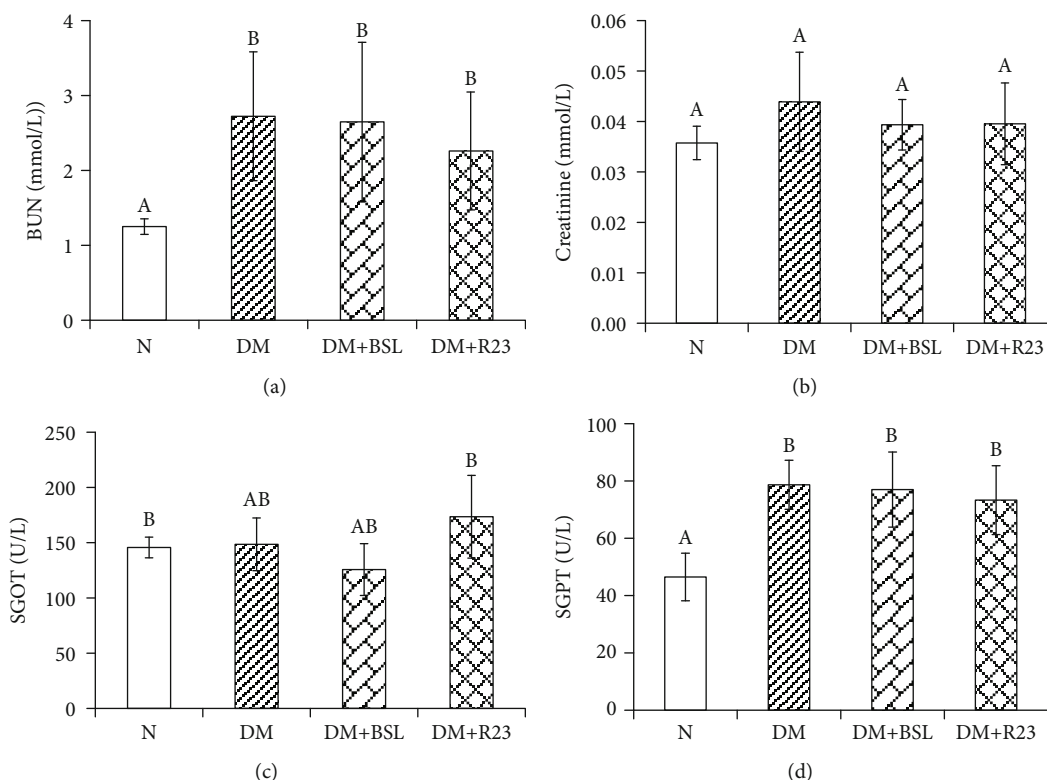 4
3
2
1
0
BUN (mmol/L))
A
B
B
B
N
DM
DM+BSL
DM+R23
(a)
0.06
0.05
0.04
0.03
0.02
0.01
0.00
Creatinine (mmol/L)
A
A
A
A
N
DM
DM+BSL
DM+R23
(b)
250
200
150
100
50
0
SGOT (U/L)
B
AB
AB
B
N
DM
DM+BSL
DM+R23
(c)
100
80
60
40
20
0
SGPT (U/L)
A
B
B
B
N
DM
DM+BSL
DM+R23
(d)